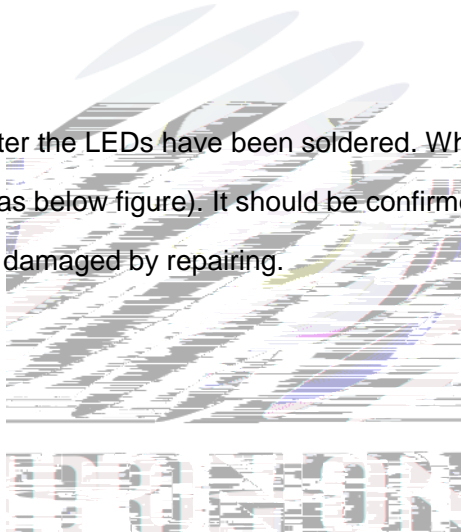 ter the LEDs have been soldered. Wh
as below figure). It should be confirme
damaged by repairing.